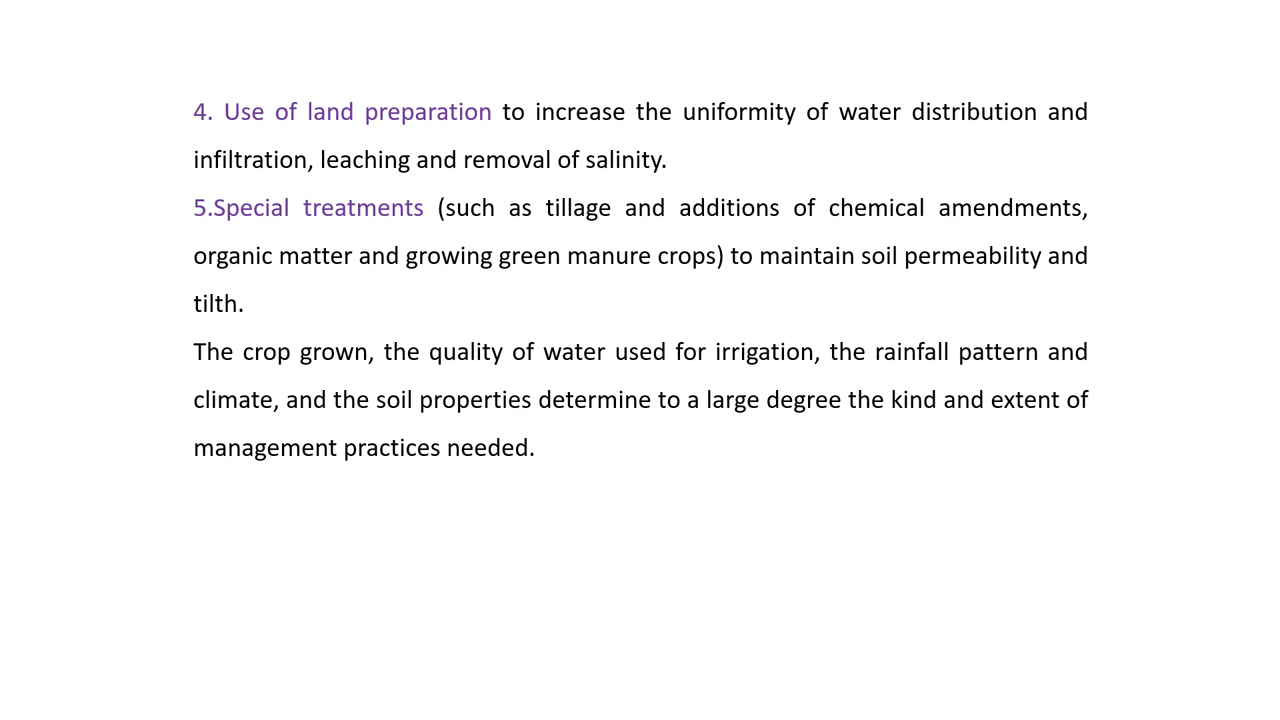 4. Use of land preparation to increase the uniformity of water distribution and
infiltration, leaching and removal of salinity.
5.Special treatments (such as tillage and additions of chemical amendments,
organic matter and growing green manure crops) to maintain soil permeability and
tilth.
The crop grown, the quality of water used for irrigation, the rainfall pattern and
climate, and the soil properties determine to a large degree the kind and extent of
management practices needed.